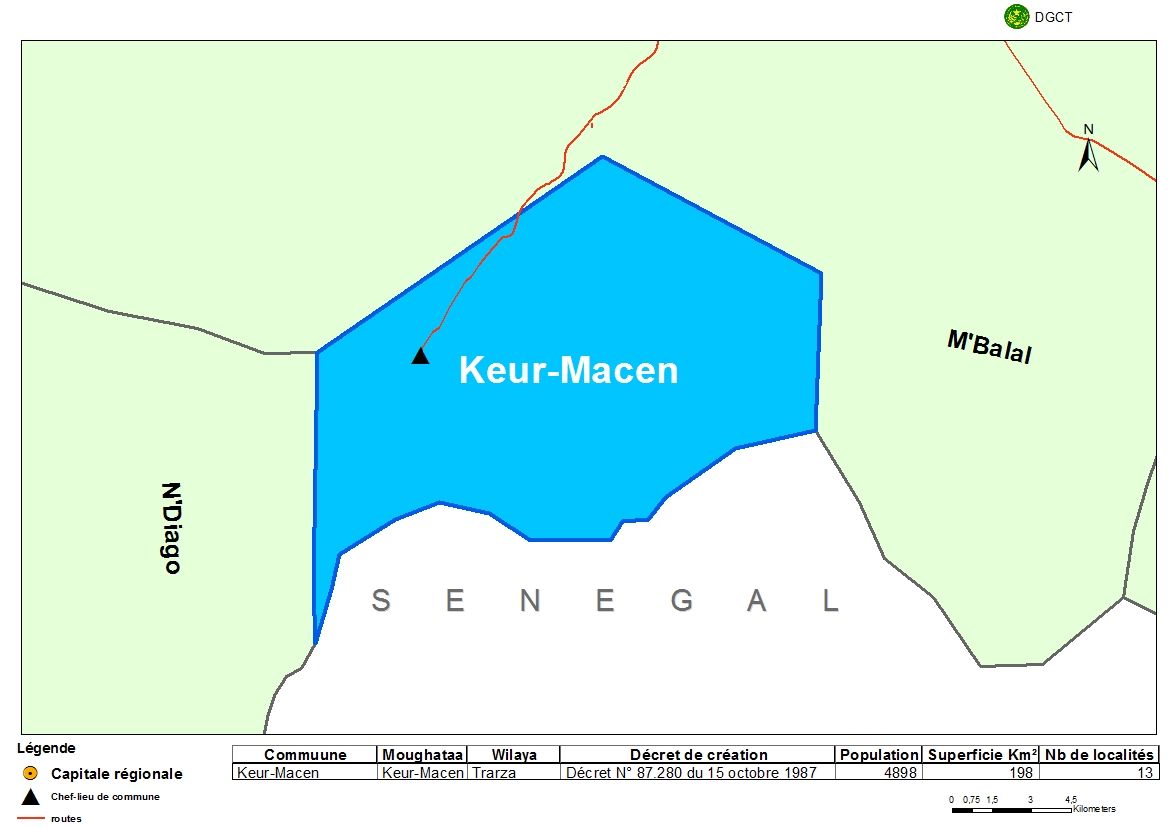 DGCT
N
M'Balal
Keur-Macen
N'Diago
S E N E G A L
Légende
Capitale régionale
Chef-lieu de commune
routes
Commuune Moughataa Wilaya Décret de création Population Superficie Km² Nb de localités
Keur-Macen Keur-Macen Trarza Décret N° 87.280 du 15 octobre 1987 4898 198 13
0 0,75 1,5 3 4,5
Kilometers